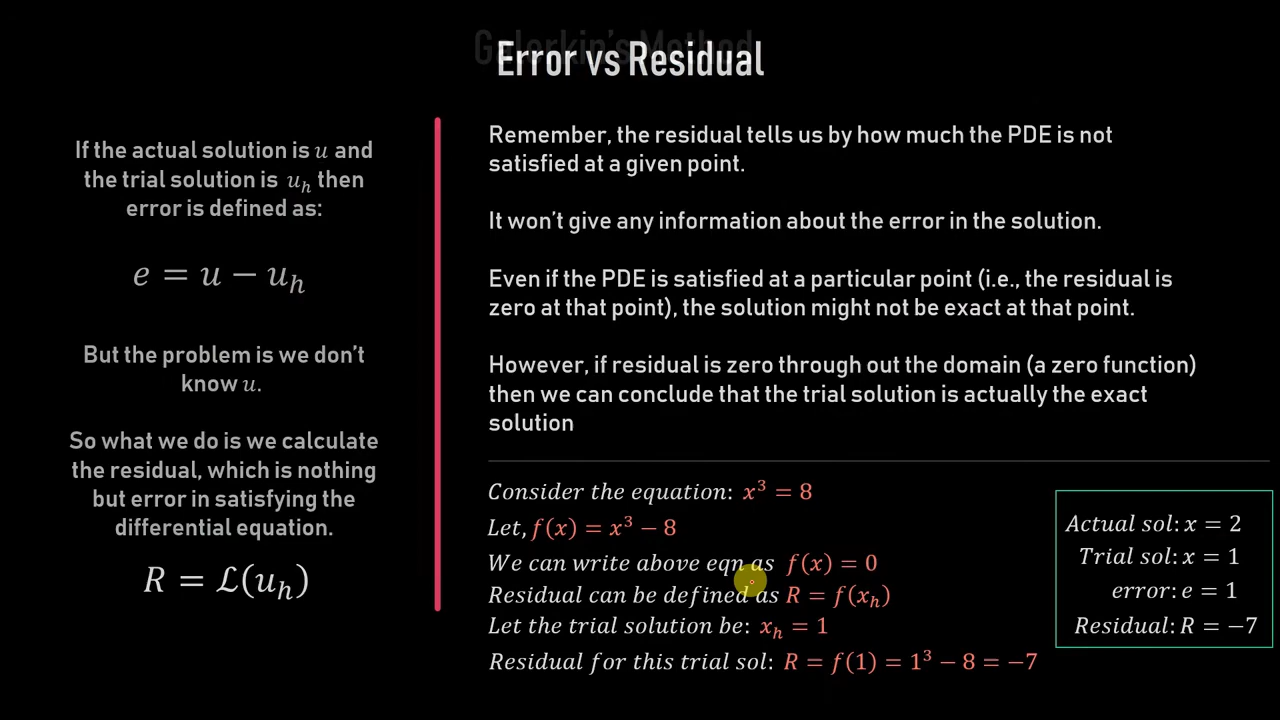 Galerkin's Method
Error vs Residual
If the actual solution is u and
the trial solution is u_h then
error is defined as:
e = u − u_h
But the problem is we don't
know u.
So what we do is we calculate
the residual, which is nothing
but error in satisfying the
differential equation.
R = ℒ(u_h)
Remember, the residual tells us by how much the PDE is not
satisfied at a given point.
It won't give any information about the error in the solution.
Even if the PDE is satisfied at a particular point (i.e., the residual is
zero at that point), the solution might not be exact at that point.
However, if residual is zero through out the domain (a zero function)
then we can conclude that the trial solution is actually the exact
solution
Consider the equation: x³ = 8
Let, f(x) = x³ − 8
We can write above eqn as f(x) = 0
Residual can be defined as R = f(x_h)
Let the trial solution be: x_h = 1
Residual for this trial sol: R = f(1) = 1³ − 8 = −7
Actual sol: x = 2
Trial sol: x = 1
error: e = 1
Residual: R = −7